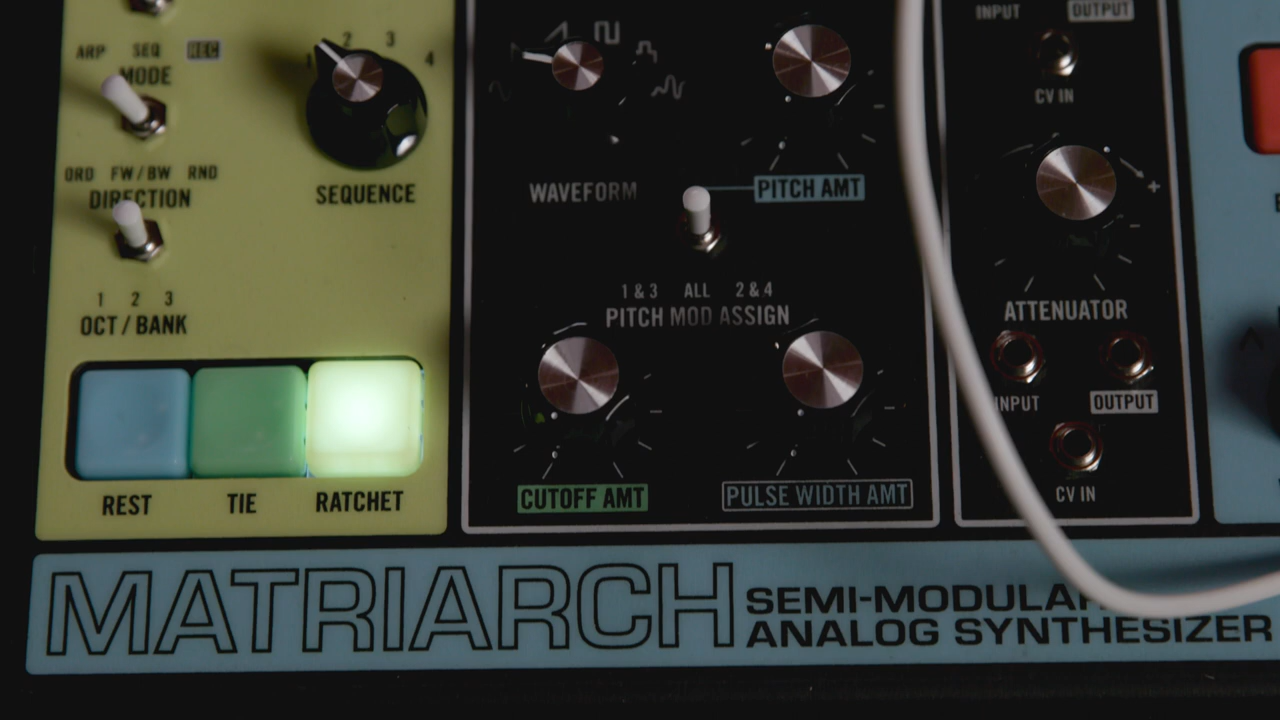 ARP SEQ REC
MODE
ORD FW/BW RND
DIRECTION
1 2 3
OCT / BANK
1 2 3 4
SEQUENCE
REST TIE RATCHET
WAVEFORM
PITCH AMT
1 & 3 ALL 2 & 4
PITCH MOD ASSIGN
CUTOFF AMT
PULSE WIDTH AMT
INPUT OUTPUT
CV IN
+
ATTENUATOR
INPUT OUTPUT
CV IN
MATRIARCH
SEMI-MODULAR
ANALOG SYNTHESIZER